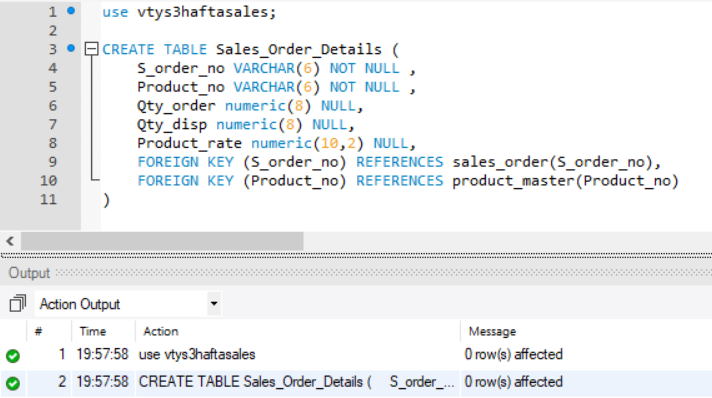 1 use vtys3haftasales;
2
3 CREATE TABLE Sales_Order_Details (
4 S_order_no VARCHAR(6) NOT NULL ,
5 Product_no VARCHAR(6) NOT NULL ,
6 Qty_order numeric(8) NULL,
7 Qty_disp numeric(8) NULL,
8 Product_rate numeric(10,2) NULL,
9 FOREIGN KEY (S_order_no) REFERENCES sales_order(S_order_no),
10 FOREIGN KEY (Product_no) REFERENCES product_master(Product_no)
11 )
Output
Action Output
# Time Action Message
1 19:57:58 use vtys3haftasales 0 row(s) affected
2 19:57:58 CREATE TABLE Sales_Order_Details ( S_order_... 0 row(s) affected